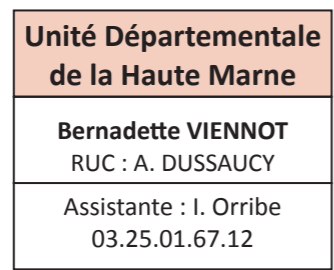 Unité Départementale
de la Haute Marne
Bernadette VIENNOT
RUC : A. DUSSAUCY
Assistante : I. Orribe
03.25.01.67.12